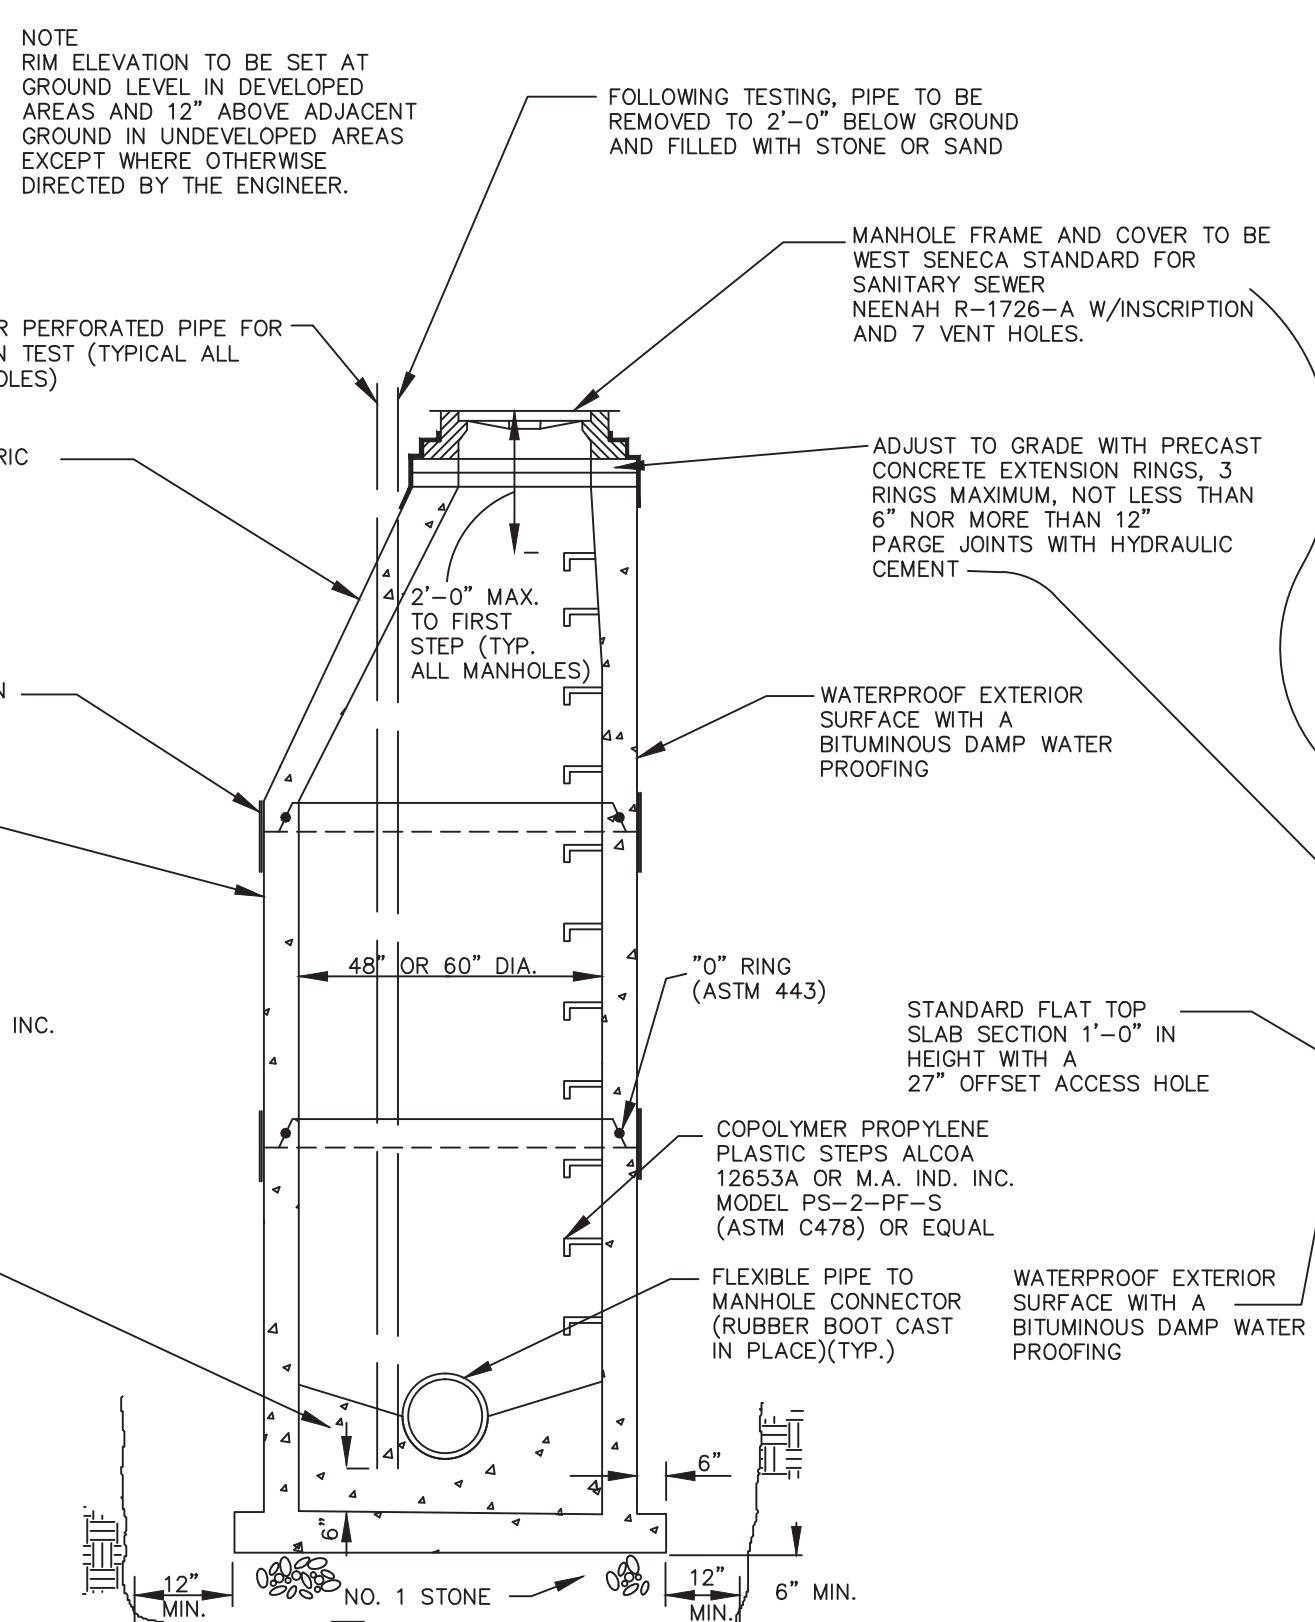 NOTE
RIM ELEVATION TO BE SET AT
GROUND LEVEL IN DEVELOPED
AREAS AND 12" ABOVE ADJACENT
GROUND IN UNDEVELOPED AREAS
EXCEPT WHERE OTHERWISE
DIRECTED BY THE ENGINEER.
FOLLOWING TESTING, PIPE TO BE
REMOVED TO 2'-0" BELOW GROUND
AND FILLED WITH STONE OR SAND
MANHOLE FRAME AND COVER TO BE
WEST SENECA STANDARD FOR
SANITARY SEWER
NEENAH R-1726-A W/INSCRIPTION
AND 7 VENT HOLES.
R PERFORATED PIPE FOR
N TEST (TYPICAL ALL
OLES)
RIC
ADJUST TO GRADE WITH PRECAST
CONCRETE EXTENSION RINGS, 3
RINGS MAXIMUM, NOT LESS THAN
6" NOR MORE THAN 12"
PARGE JOINTS WITH HYDRAULIC
CEMENT
2'-0" MAX.
TO FIRST
STEP (TYP.
ALL MANHOLES)
N
WATERPROOF EXTERIOR
SURFACE WITH A
BITUMINOUS DAMP WATER
PROOFING
48" OR 60" DIA.
"O" RING
(ASTM 443)
INC.
STANDARD FLAT TOP
SLAB SECTION 1'-0" IN
HEIGHT WITH A
27" OFFSET ACCESS HOLE
COPOLYMER PROPYLENE
PLASTIC STEPS ALCOA
12653A OR M.A. IND. INC.
MODEL PS-2-PF-S
(ASTM C478) OR EQUAL
FLEXIBLE PIPE TO
MANHOLE CONNECTOR
(RUBBER BOOT CAST
IN PLACE)(TYP.)
WATERPROOF EXTERIOR
SURFACE WITH A
BITUMINOUS DAMP WATER
PROOFING
6"
6"
12"
MIN.
NO. 1 STONE
12"
MIN.
6" MIN.